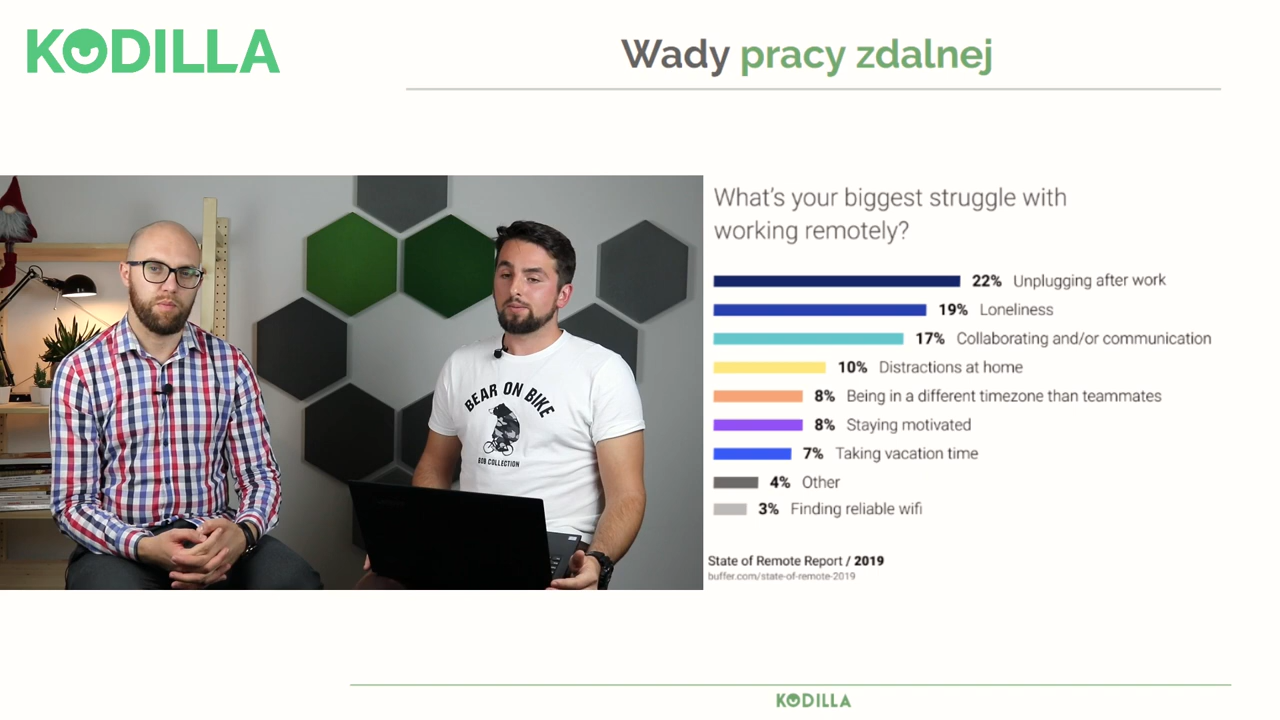 KODILLA
Wady pracy zdalnej
BEAR ON BIKE
BOB COLLECTION
What's your biggest struggle with
working remotely?
22% Unplugging after work
19% Loneliness
17% Collaborating and/or communication
10% Distractions at home
8% Being in a different timezone than teammates
8% Staying motivated
7% Taking vacation time
4% Other
3% Finding reliable wifi
State of Remote Report / 2019
buffer.com/state-of-remote-2019
KODILLA